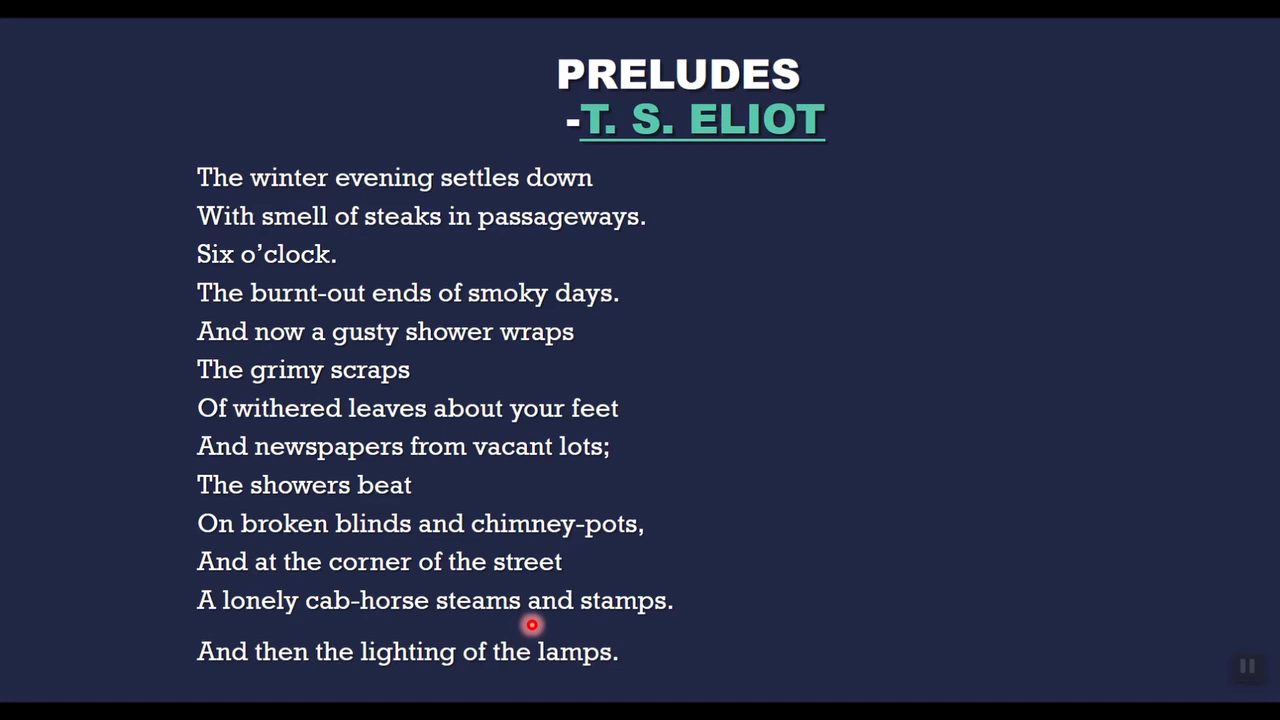 PRELUDES
-T. S. ELIOT
The winter evening settles down
With smell of steaks in passageways.
Six o’clock.
The burnt-out ends of smoky days.
And now a gusty shower wraps
The grimy scraps
Of withered leaves about your feet
And newspapers from vacant lots;
The showers beat
On broken blinds and chimney-pots,
And at the corner of the street
A lonely cab-horse steams and stamps.
And then the lighting of the lamps.